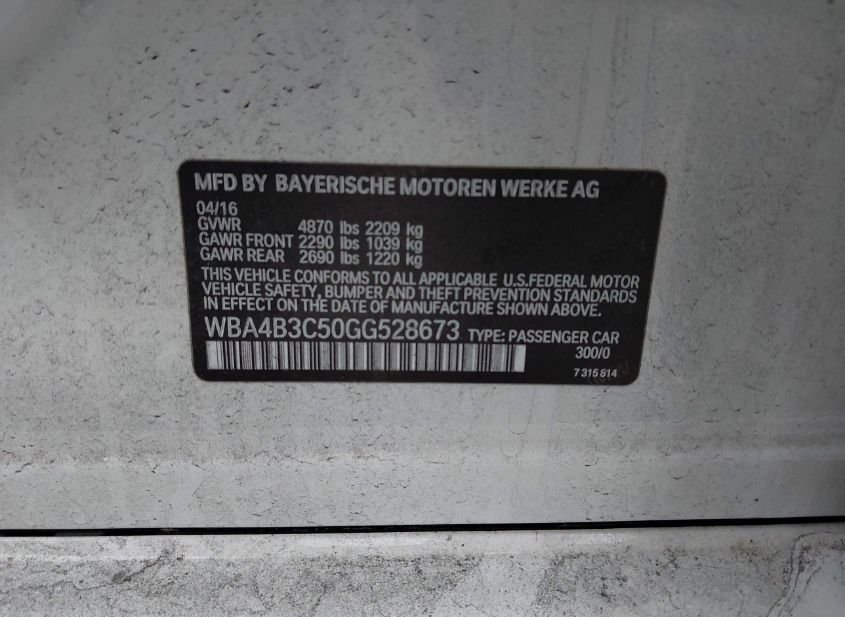 MFD BY BAYERISCHE MOTOREN WERKE AG
04/16
GVWR 4870 lbs 2209 kg
GAWR FRONT 2290 lbs 1039 kg
GAWR REAR 2690 lbs 1220 kg
THIS VEHICLE CONFORMS TO ALL APPLICABLE U.S.FEDERAL MOTOR
VEHICLE SAFETY, BUMPER AND THEFT PREVENTION STANDARDS
IN EFFECT ON THE DATE OF MANUFACTURE SHOWN ABOVE.
WBA4B3C50GG528673 TYPE: PASSENGER CAR
300/0
7 315 814